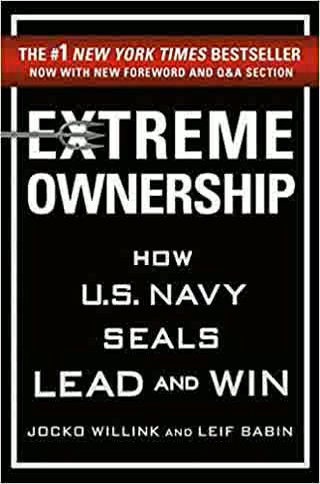 THE #1 NEW YORK TIMES BESTSELLER
NOW WITH NEW FOREWORD AND Q&A SECTION
EXTREME
OWNERSHIP
HOW
U.S. NAVY
SEALS
LEAD AND WIN
JOCKO WILLINK AND LEIF BABIN